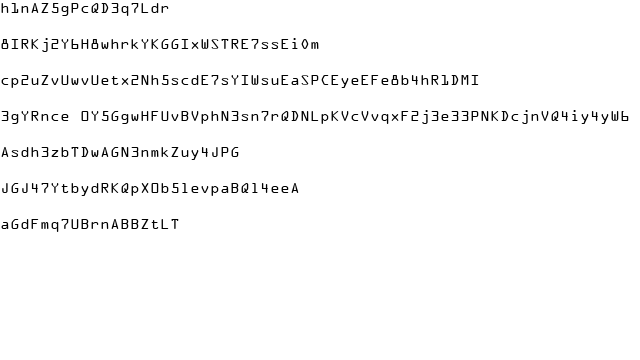 h1nAZ5gPcQD3q7Ldr
8IRKj2Y6H8whrkYKGGIxWSTRE7ssEi0m
cp2uZvUwvUetx2Nh5scdE7sYIWsuEaSPCEyeEFe8b4hR1DMI
3gYRnce OY5GgwHFUvBVphN3sn7rQDNLpKVcVvqxF2j3e33PNKDcjnVQ4iy4yW6
Asdh3zbTDwAGN3nmkZuy4JPG
JGJ47YtbydRKQpXOb5levpaBQl4eeA
aGdFmq7UBrnABBZtLT